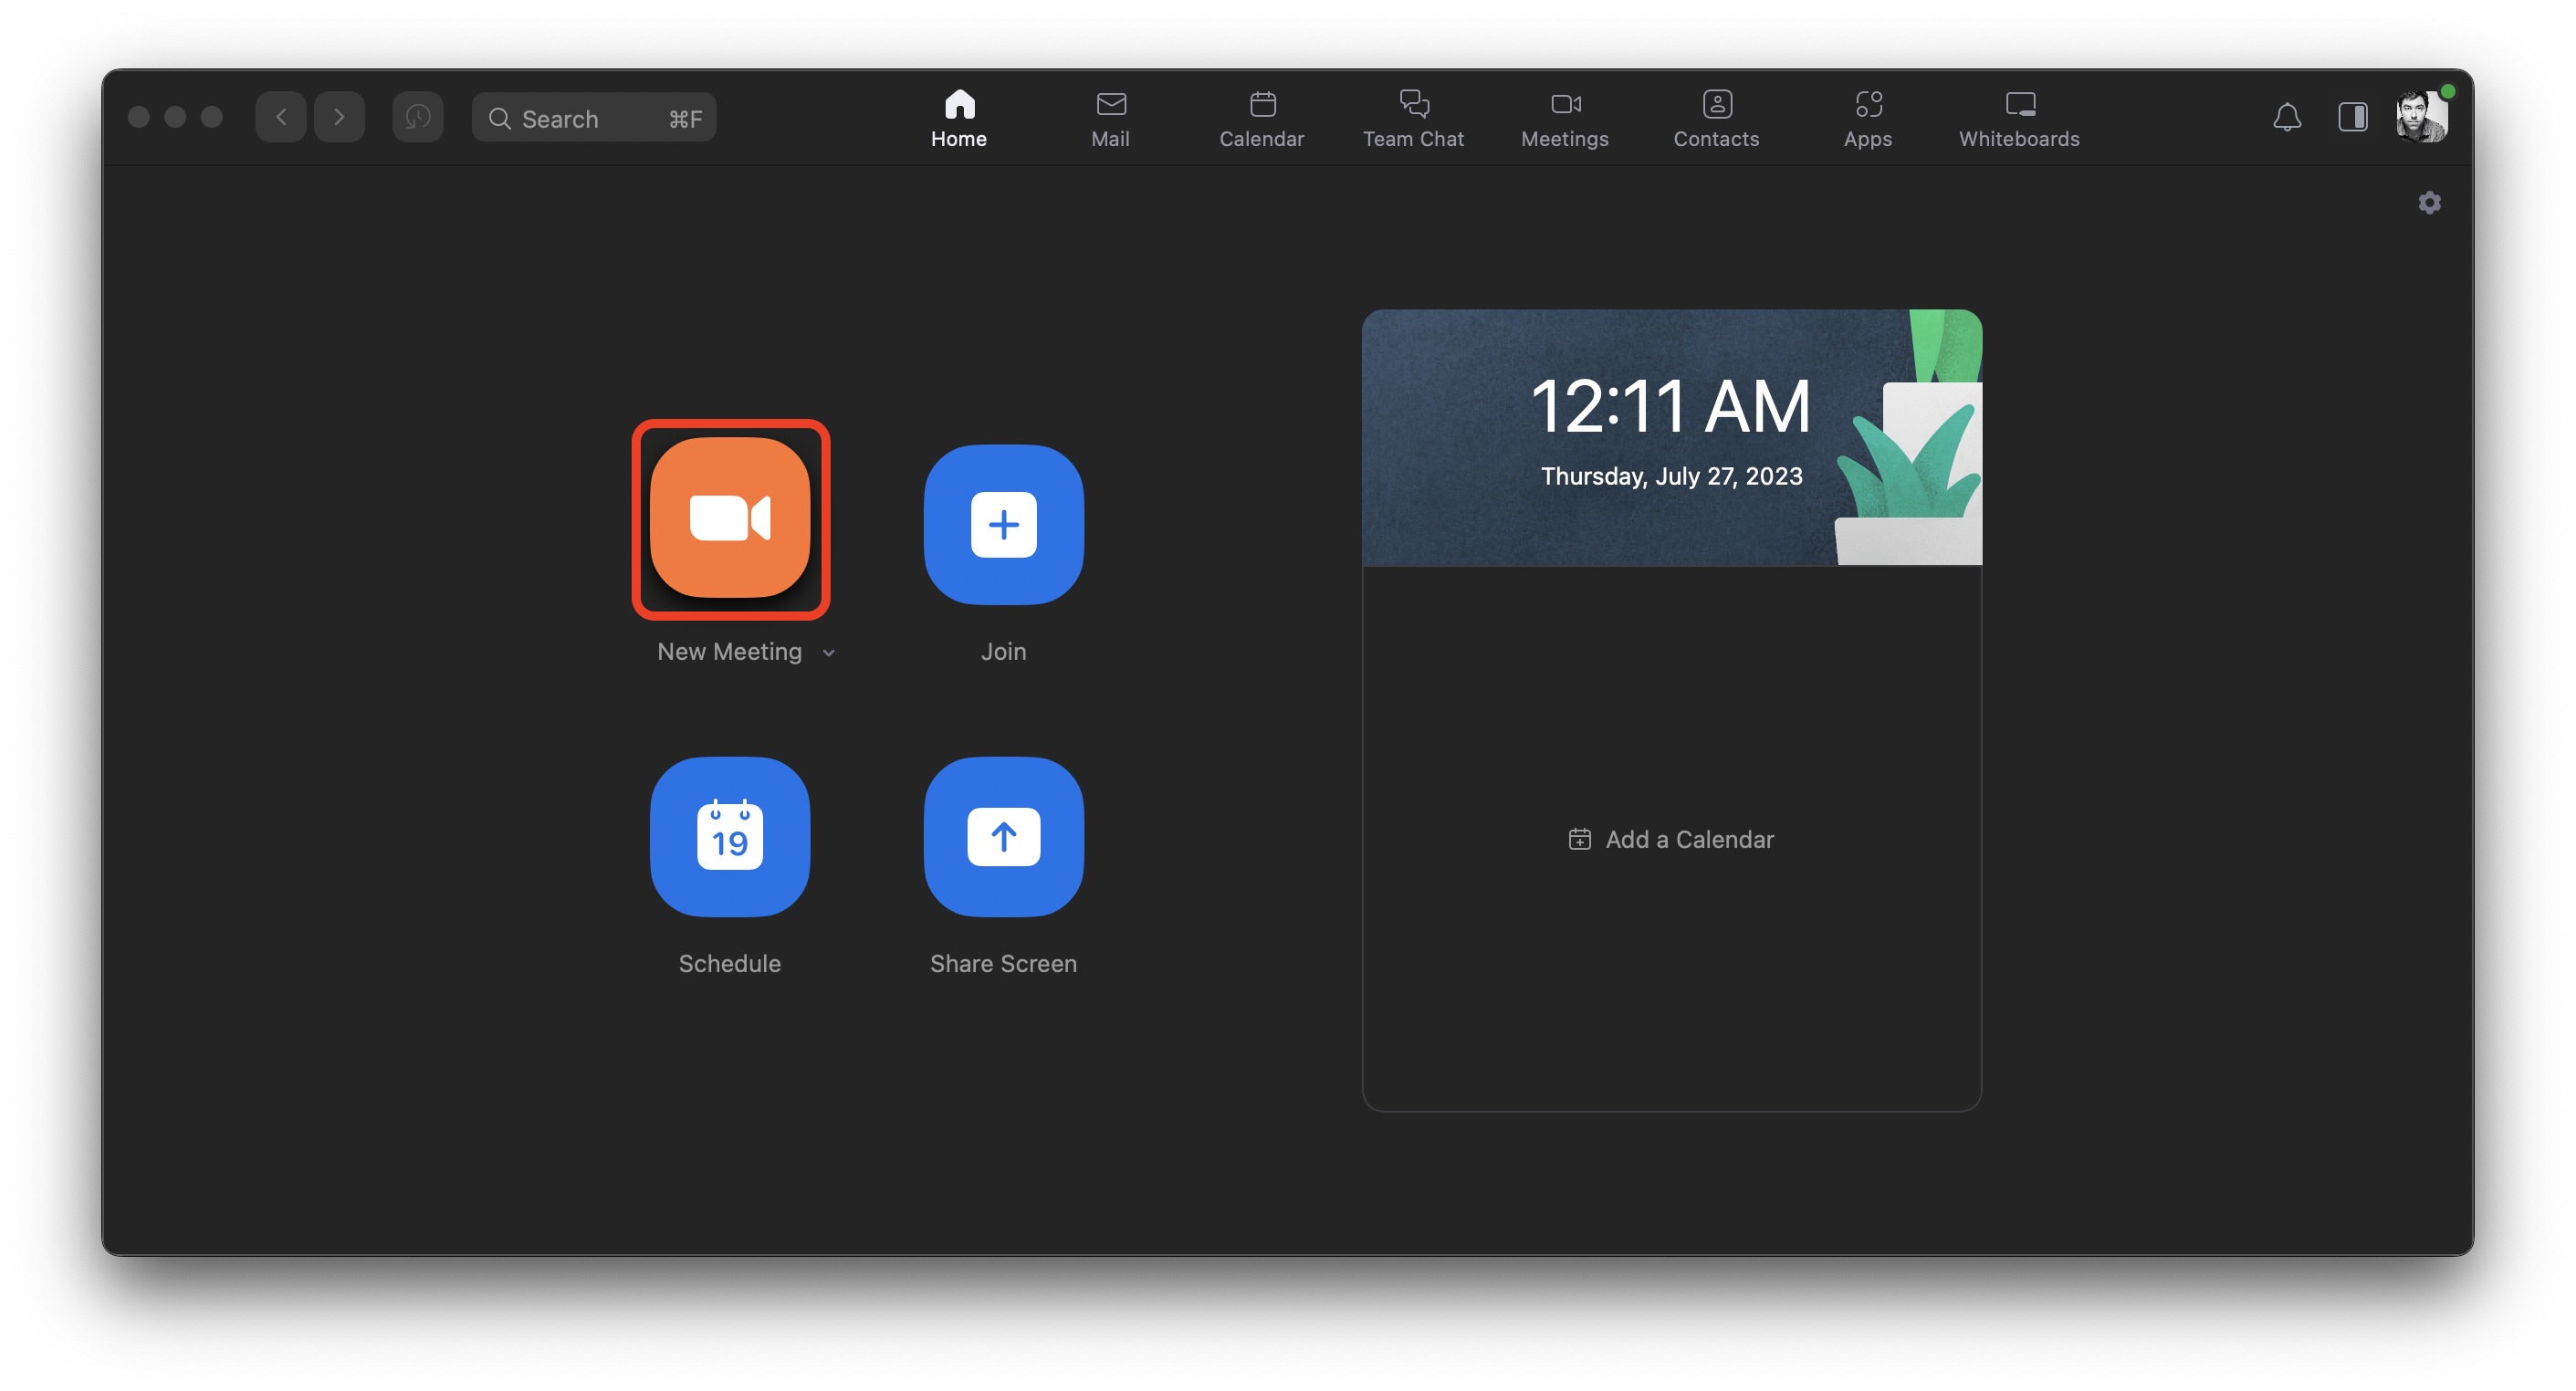 Search ⌘F
Home
Mail
Calendar
Team Chat
Meetings
Contacts
Apps
Whiteboards
12:11 AM
Thursday, July 27, 2023
New Meeting
Join
19
Schedule
Share Screen
Add a Calendar